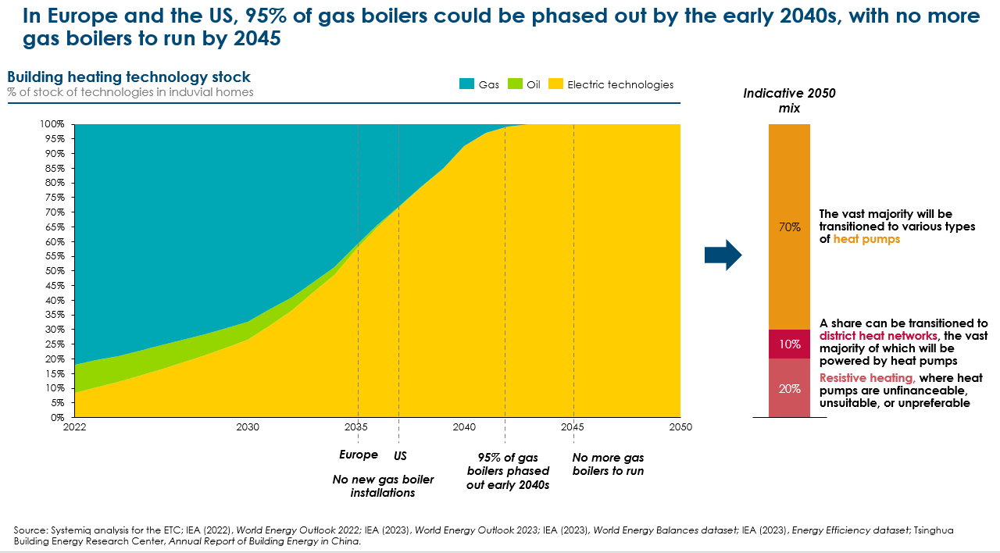 In Europe and the US, 95% of gas boilers could be phased out by the early 2040s, with no more
gas boilers to run by 2045
Building heating technology stock
% of stock of technologies in induvial homes
Gas
Oil
Electric technologies
Indicative 2050
mix
100%
95%
90%
85%
80%
75%
70%
65%
60%
55%
50%
45%
40%
35%
30%
25%
20%
15%
10%
5%
0%
2022
2030
2035
2040
2045
2050
Europe
US
No new gas boiler
installations
95% of gas
boilers phased
out early 2040s
No more gas
boilers to run
70%
10%
20%
The vast majority will be
transitioned to various types
of heat pumps
A share can be transitioned to
district heat networks, the vast
majority of which will be
powered by heat pumps
Resistive heating, where heat
pumps are unfinanceable,
unsuitable, or unpreferable
Source: Systemiq analysis for the ETC; IEA (2022), World Energy Outlook 2022; IEA (2023), World Energy Outlook 2023; IEA (2023), World Energy Balances dataset; IEA (2023), Energy Efficiency dataset; Tsinghua
Building Energy Research Center, Annual Report of Building Energy in China.